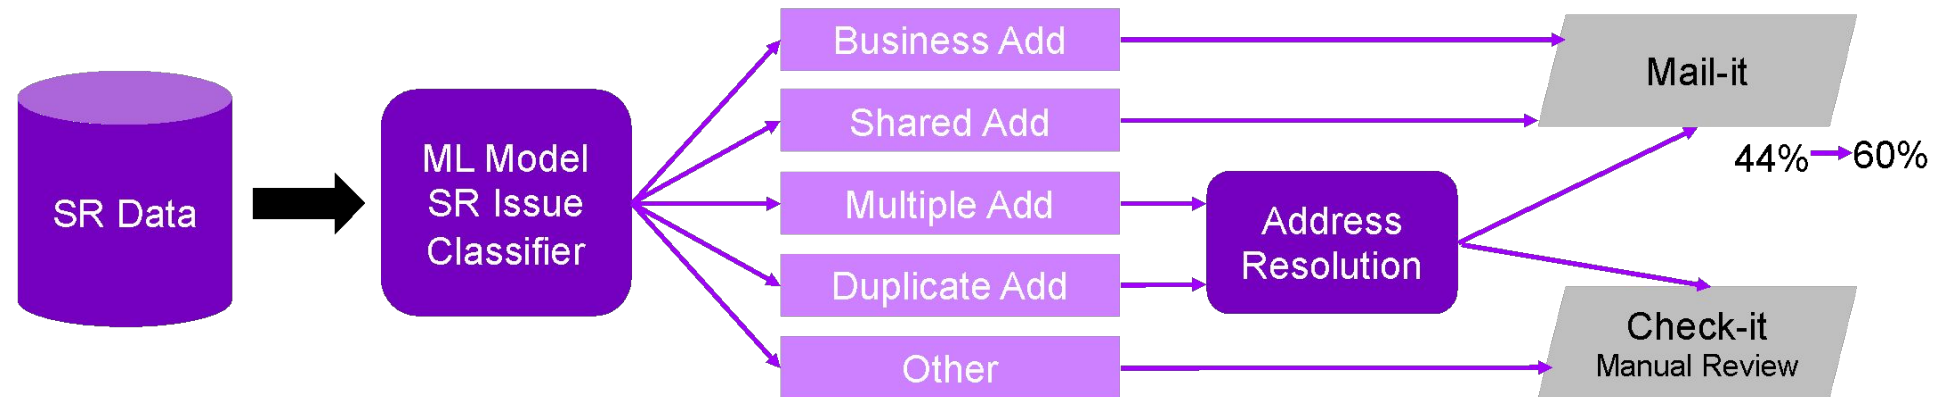 SR Data
ML Model
SR Issue
Classifier
Business Add
Shared Add
Multiple Add
Duplicate Add
Other
Address
Resolution
Mail-it
44% 60%
Check-it
Manual Review